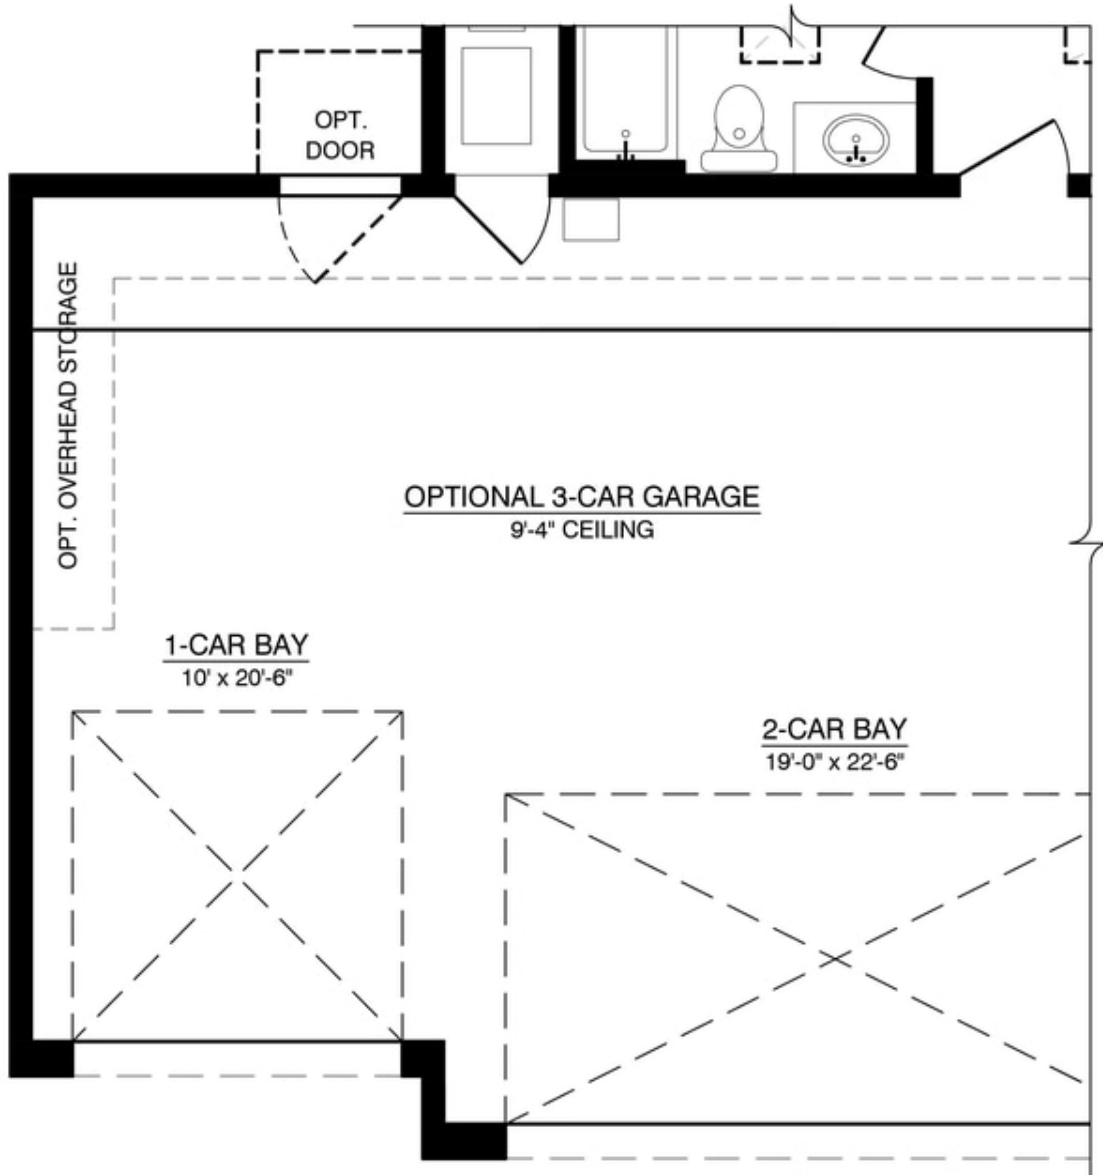 OPT.
DOOR
OPT. OVERHEAD STORAGE
OPTIONAL 3-CAR GARAGE
9'-4" CEILING
1-CAR BAY
10' x 20'-6"
2-CAR BAY
19'-0" x 22'-6"